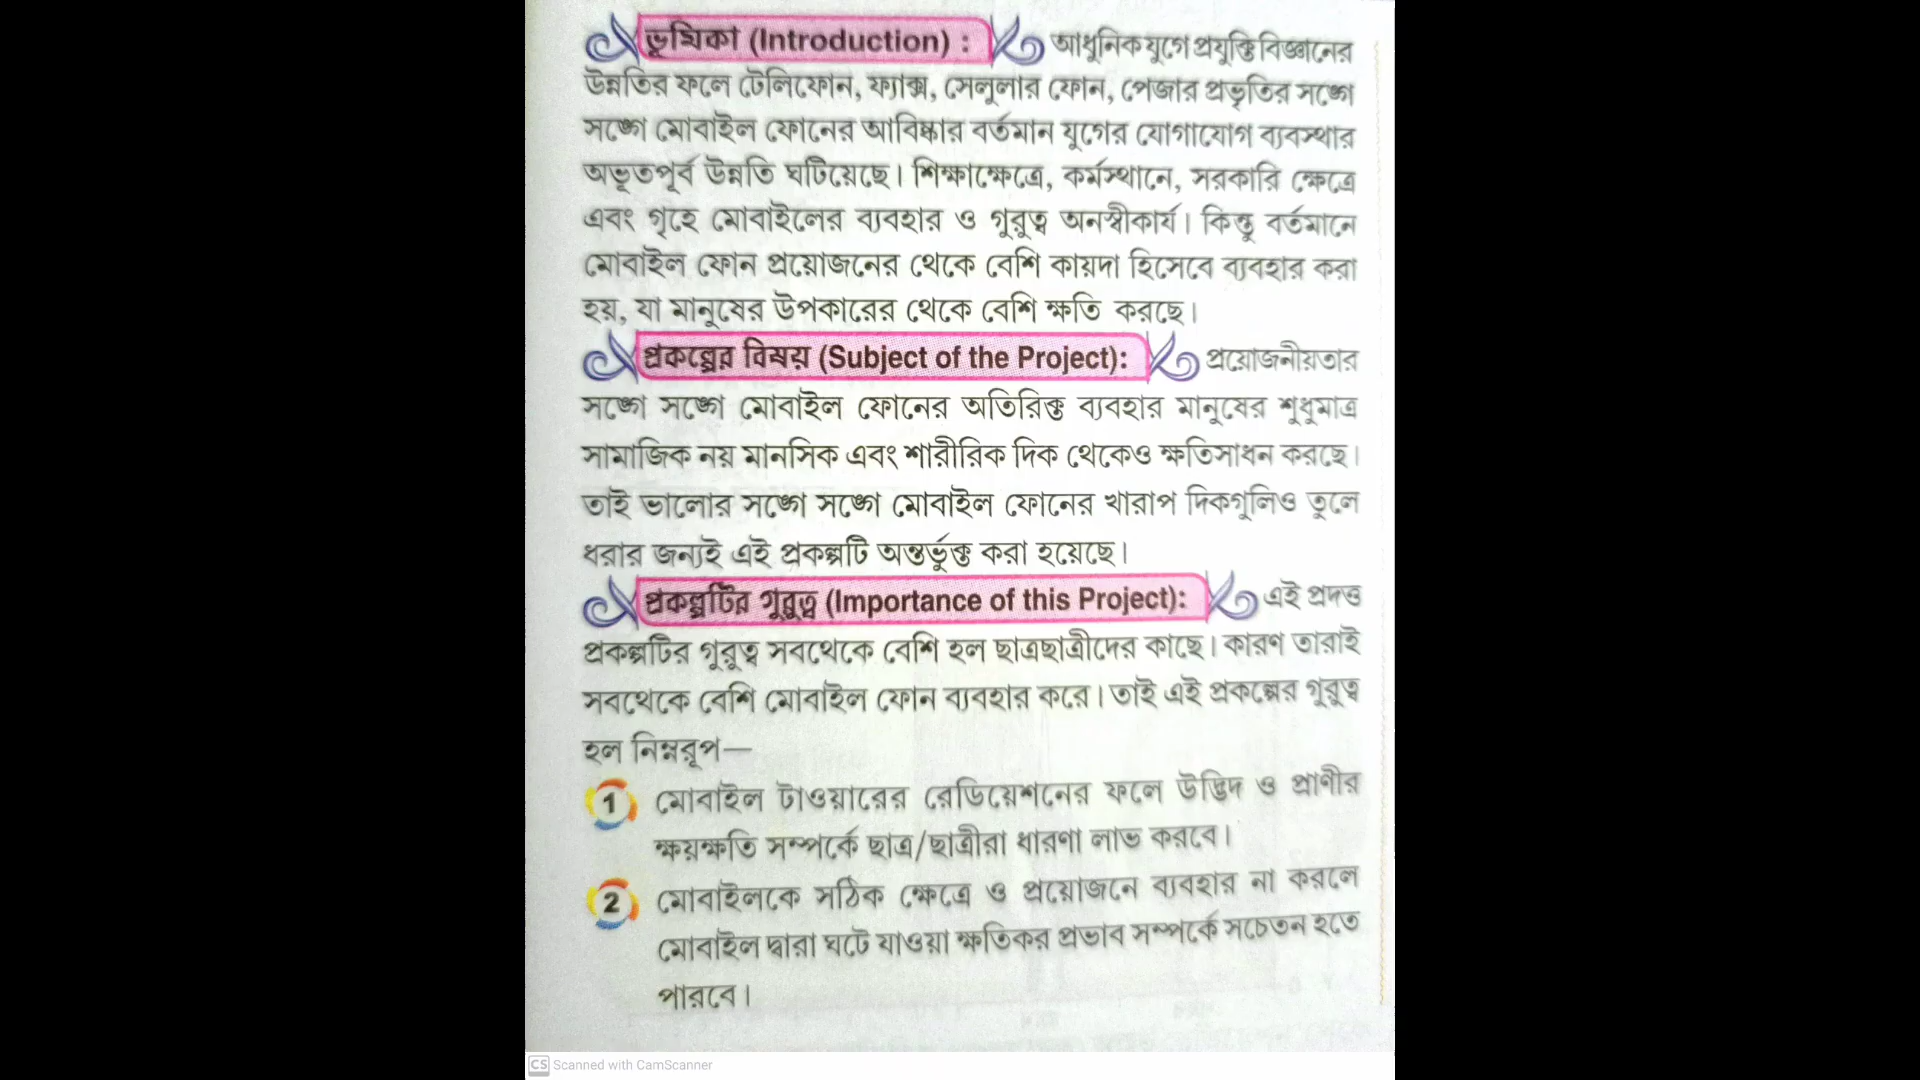 ভূমিকা (Introduction) : আধুনিক যুগে প্রযুক্তি বিজ্ঞানের
উন্নতির ফলে টেলিফোন, ফ্যাক্স, সেলুলার ফোন, পেজার প্রভৃতির সঙ্গে
সঙ্গে মোবাইল ফোনের আবিষ্কার বর্তমান যুগের যোগাযোগ ব্যবস্থার
অভূতপূর্ব উন্নতি ঘটিয়েছে। শিক্ষাক্ষেত্রে, কর্মস্থানে, সরকারি ক্ষেত্রে
এবং গৃহে মোবাইলের ব্যবহার ও গুরুত্ব অনস্বীকার্য। কিন্তু বর্তমানে
মোবাইল ফোন প্রয়োজনের থেকে বেশি কায়দা হিসেবে ব্যবহার করা
হয়, যা মানুষের উপকারের থেকে বেশি ক্ষতি করছে।
প্রকল্পের বিষয় (Subject of the Project): প্রয়োজনীয়তার
সঙ্গে সঙ্গে মোবাইল ফোনের অতিরিক্ত ব্যবহার মানুষের শুধুমাত্র
সামাজিক নয় মানসিক এবং শারীরিক দিক থেকেও ক্ষতিসাধন করছে।
তাই ভালোর সঙ্গে সঙ্গে মোবাইল ফোনের খারাপ দিকগুলিও তুলে
ধরার জন্যই এই প্রকল্পটি অন্তর্ভুক্ত করা হয়েছে।
প্রকল্পটির গুরুত্ব (Importance of this Project): এই প্রদত্ত
প্রকল্পটির গুরুত্ব সবথেকে বেশি হল ছাত্রছাত্রীদের কাছে। কারণ তারাই
সবথেকে বেশি মোবাইল ফোন ব্যবহার করে। তাই এই প্রকল্পের গুরুত্ব
হল নিম্নরূপ—
1 মোবাইল টাওয়ারের রেডিয়েশনের ফলে উদ্ভিদ ও প্রাণীর
ক্ষয়ক্ষতি সম্পর্কে ছাত্র/ছাত্রীরা ধারণা লাভ করবে।
2 মোবাইলকে সঠিক ক্ষেত্রে ও প্রয়োজনে ব্যবহার না করলে
মোবাইল দ্বারা ঘটে যাওয়া ক্ষতিকর প্রভাব সম্পর্কে সচেতন হতে
পারবে।
CS Scanned with CamScanner